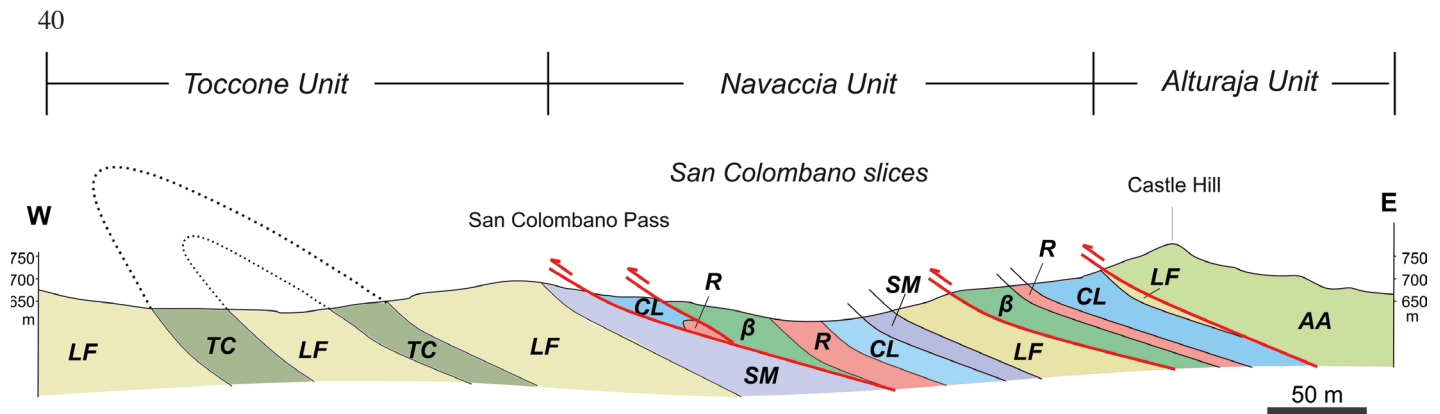 40
Toccone Unit
Navaccia Unit
Alturaja Unit
San Colombano slices
Castle Hill
San Colombano Pass
W
E
750
700
350
m
750
700
650
m
LF
TC
LF
TC
LF
SM
CL
R
β
R
CL
SM
LF
β
R
CL
LF
AA
50 m